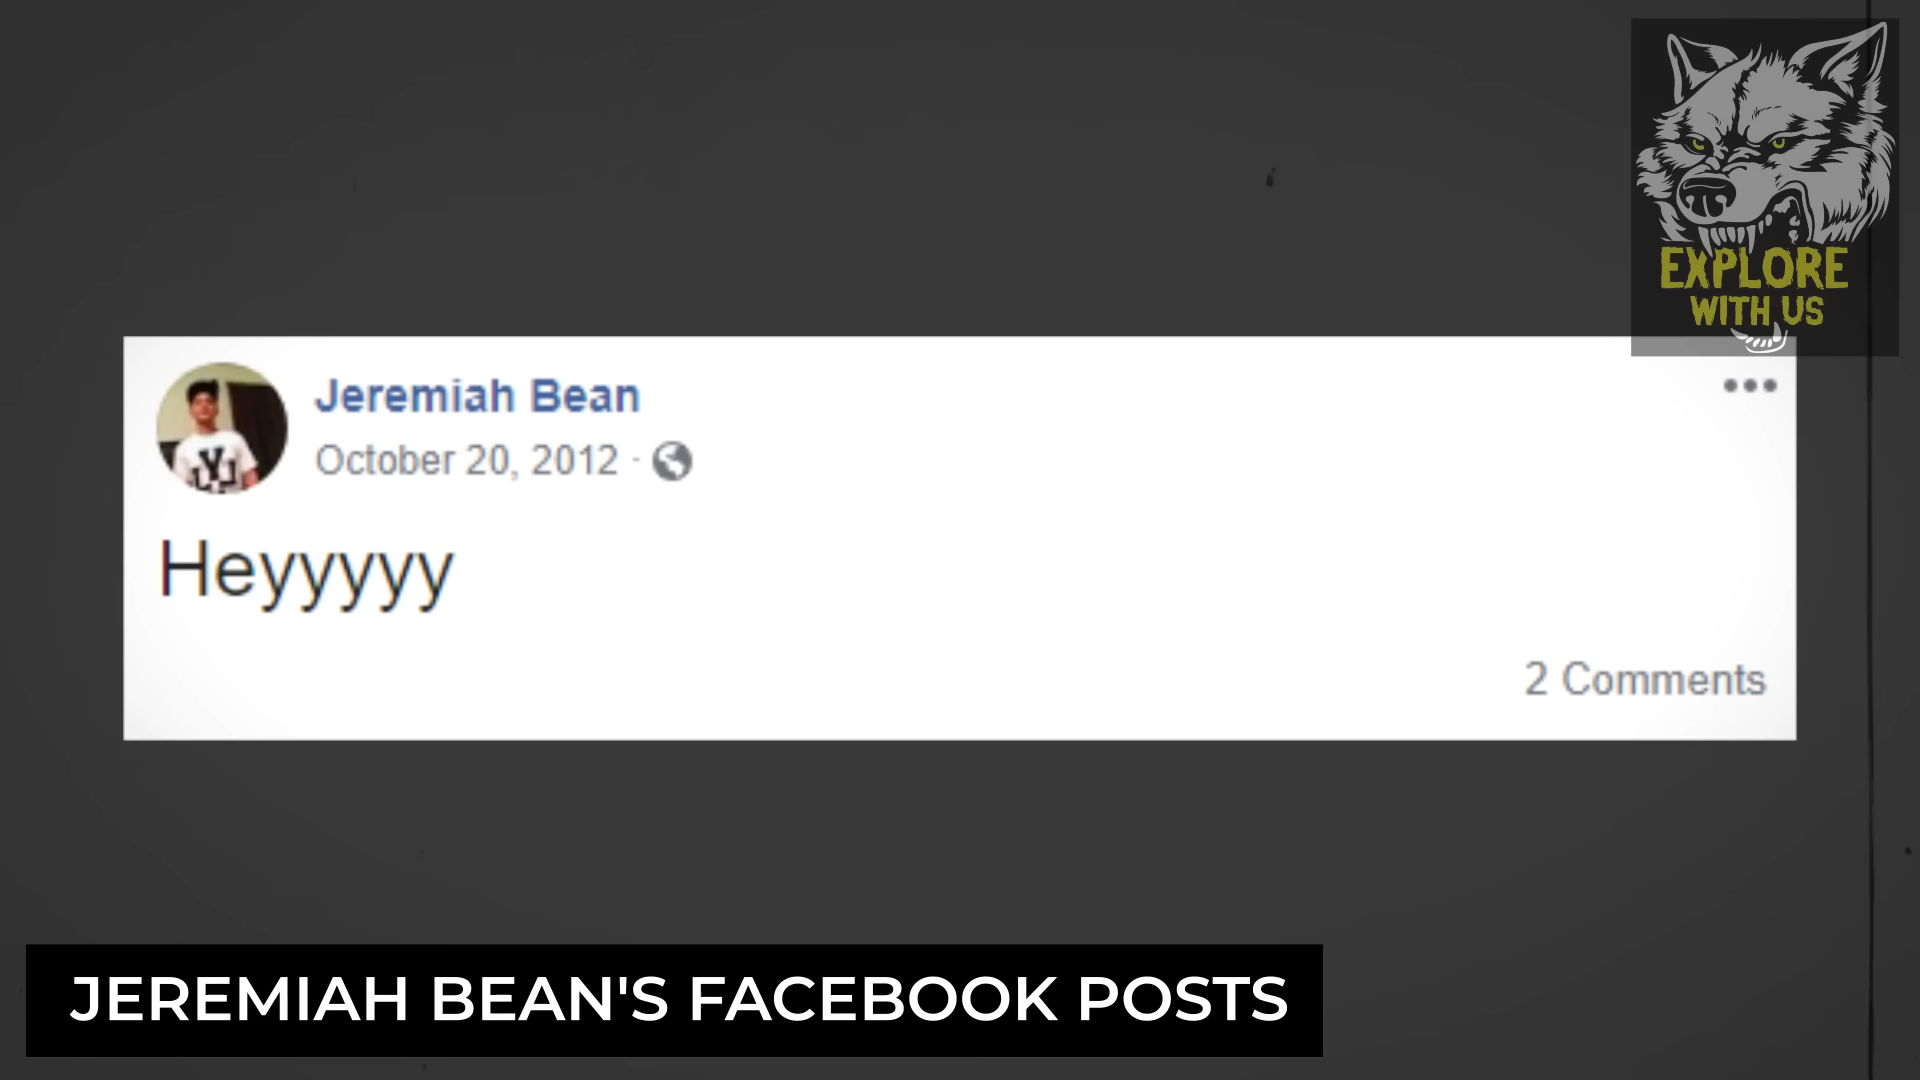 EXPLORE
WITH US
Jeremiah Bean
October 20, 2012 ·
Heyyyyy
2 Comments
JEREMIAH BEAN'S FACEBOOK POSTS